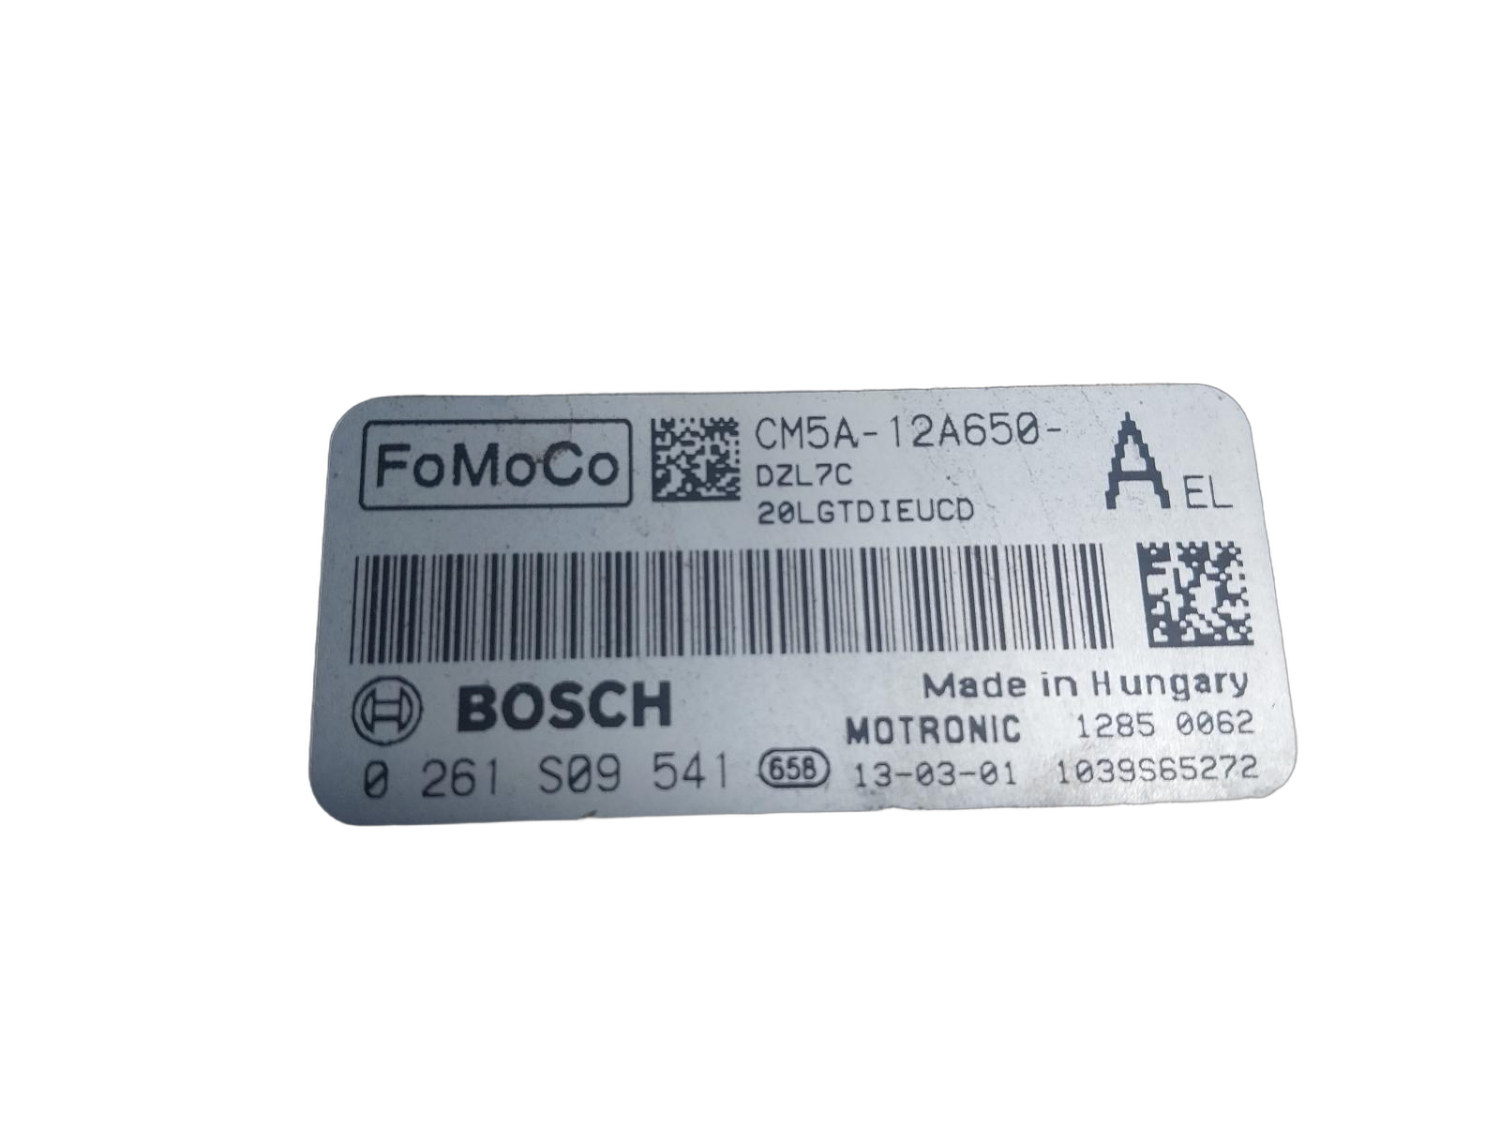 FoMoCo
CM5A-12A650-
A EL
DZL7C
20LGTDIEUCD
BOSCH
Made in Hungary
MOTRONIC 1285 0062
0 261 S09 541 658 13-03-01 1039S65272